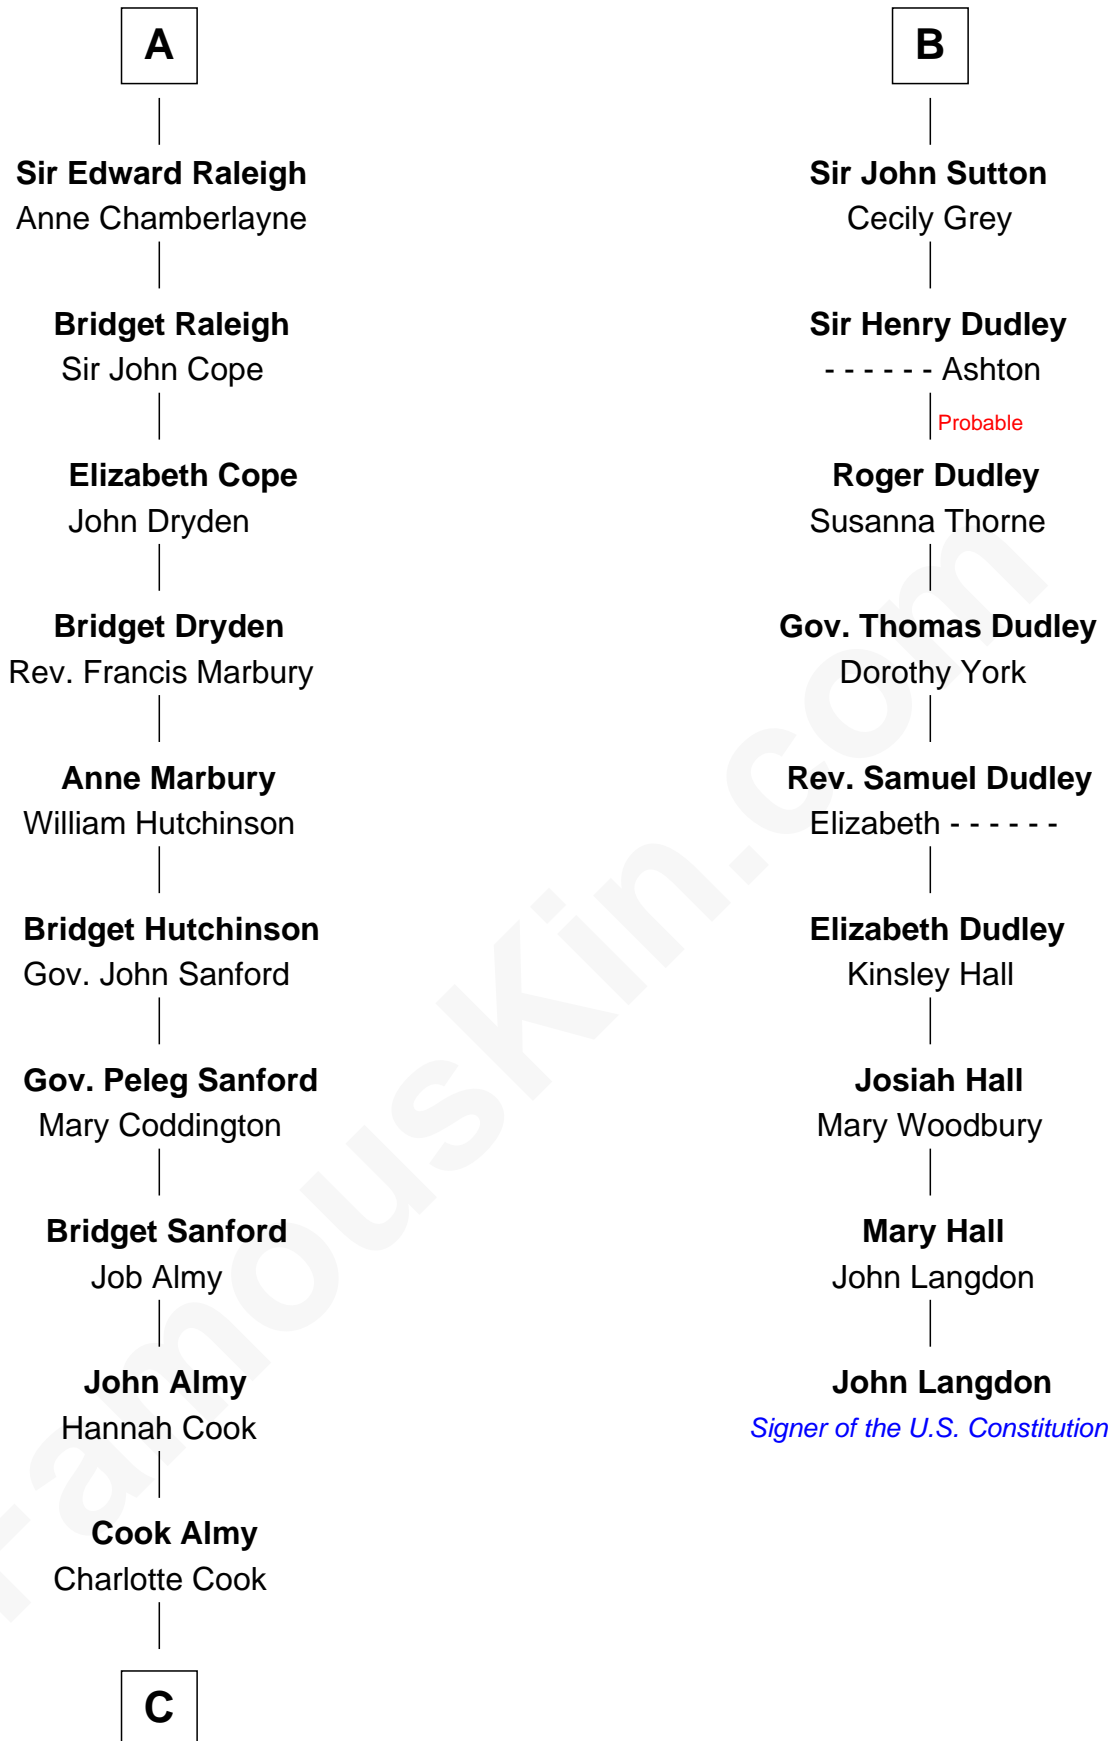 A
Sir Edward Raleigh
Anne Chamberlayne
Bridget Raleigh
Sir John Cope
Elizabeth Cope
John Dryden
Bridget Dryden
Rev. Francis Marbury
Anne Marbury
William Hutchinson
Bridget Hutchinson
Gov. John Sanford
Gov. Peleg Sanford
Mary Coddington
Bridget Sanford
Job Almy
John Almy
Hannah Cook
Cook Almy
Charlotte Cook
C
B
Sir John Sutton
Cecily Grey
Sir Henry Dudley
- - - - - - Ashton
Probable
Roger Dudley
Susanna Thorne
Gov. Thomas Dudley
Dorothy York
Rev. Samuel Dudley
Elizabeth - - - - - -
Elizabeth Dudley
Kinsley Hall
Josiah Hall
Mary Woodbury
Mary Hall
John Langdon
John Langdon
Signer of the U.S. Constitution
FamousKin.com